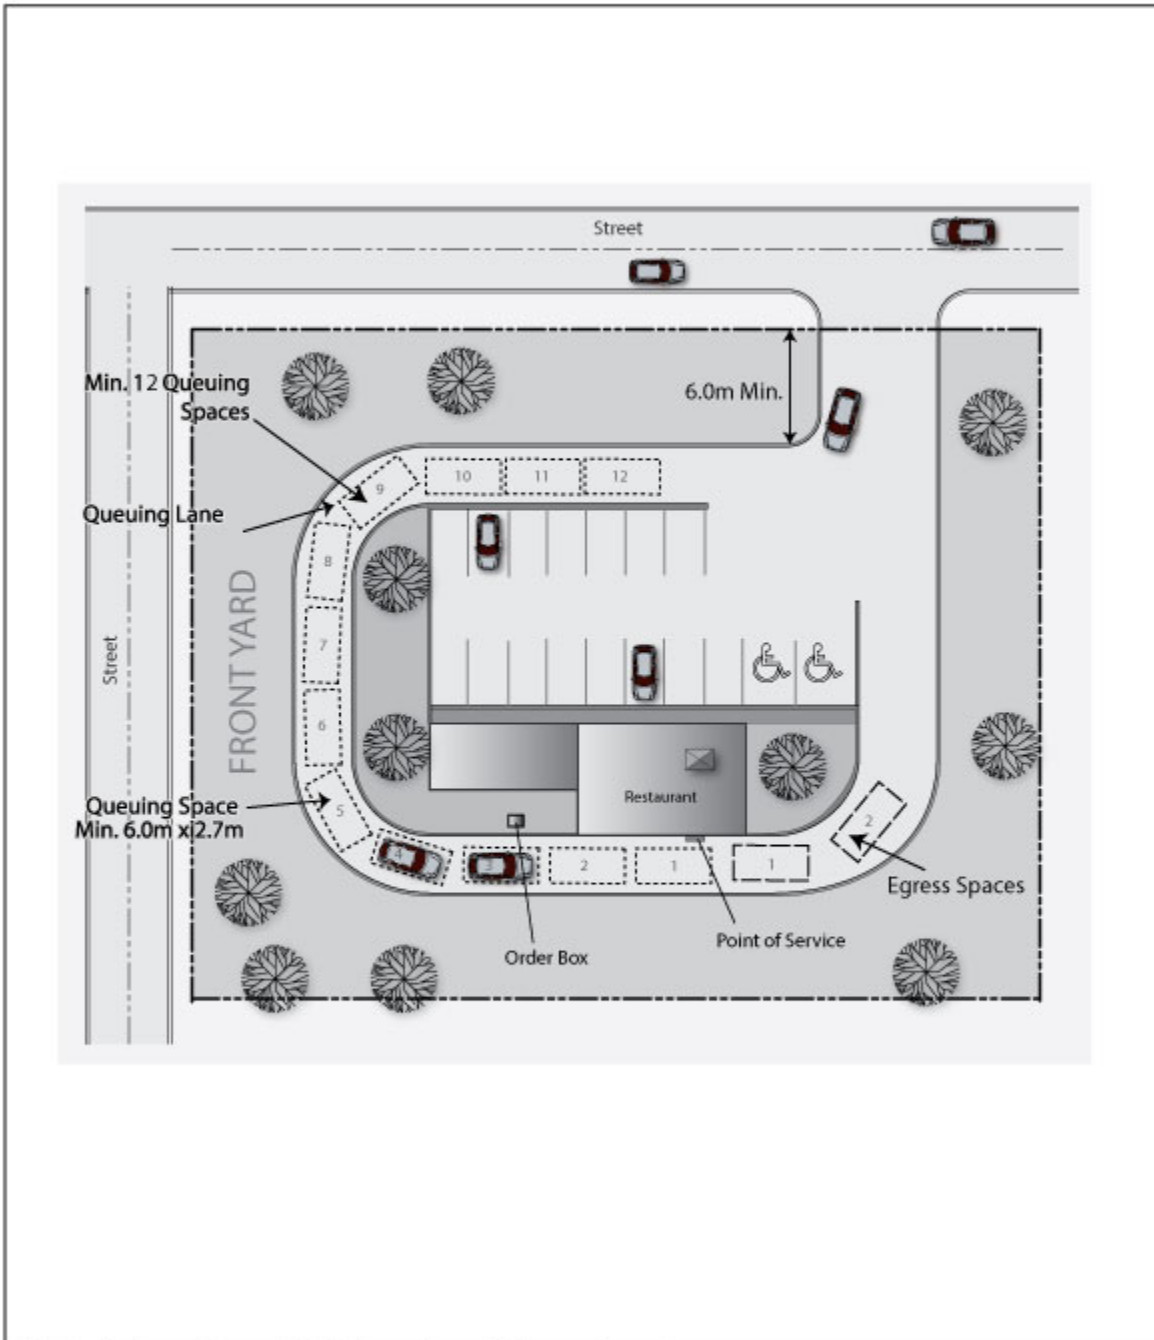 Street
Min. 12 Queuing
Spaces
6.0m Min.
9
10
11
12
Queuing Lane
8
FRONT YARD
Street
7
6
Queuing Space
Min. 6.0m x 2.7m
5
Restaurant
2
4
3
2
1
1
Egress Spaces
Point of Service
Order Box